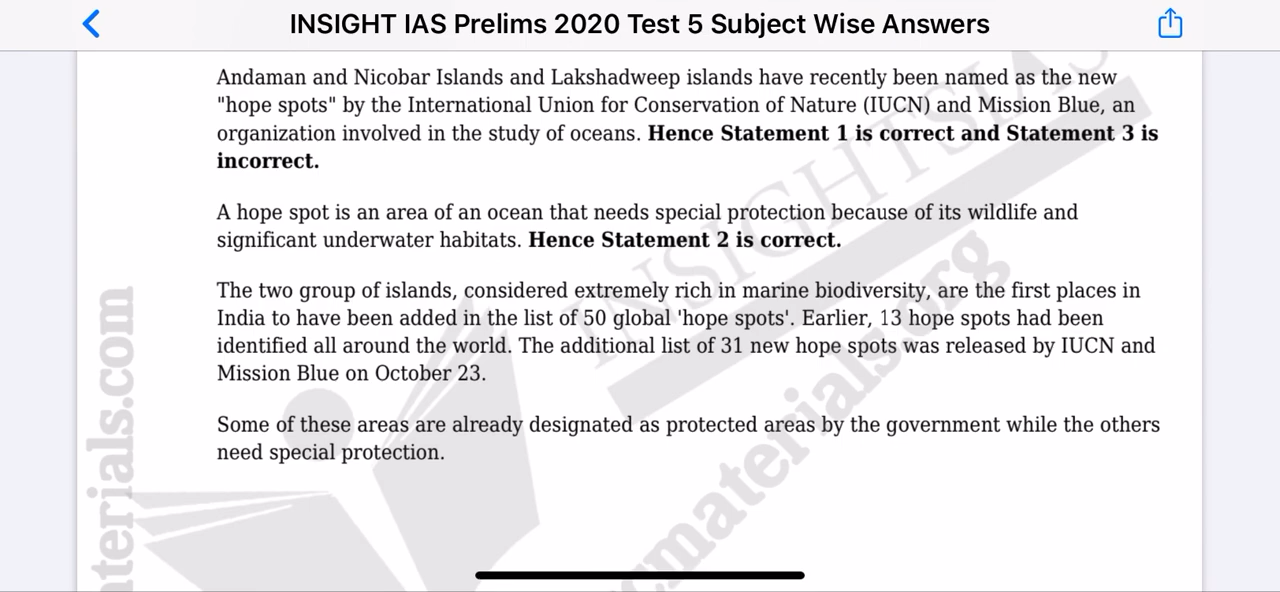 INSIGHT IAS Prelims 2020 Test 5 Subject Wise Answers
Andaman and Nicobar Islands and Lakshadweep islands have recently been named as the new
"hope spots" by the International Union for Conservation of Nature (IUCN) and Mission Blue, an
organization involved in the study of oceans. Hence Statement 1 is correct and Statement 3 is
incorrect.
A hope spot is an area of an ocean that needs special protection because of its wildlife and
significant underwater habitats. Hence Statement 2 is correct.
The two group of islands, considered extremely rich in marine biodiversity, are the first places in
India to have been added in the list of 50 global 'hope spots'. Earlier, 13 hope spots had been
identified all around the world. The additional list of 31 new hope spots was released by IUCN and
Mission Blue on October 23.
Some of these areas are already designated as protected areas by the government while the others
need special protection.
INSIGHTSIAS
cmaterials.org
terials.com